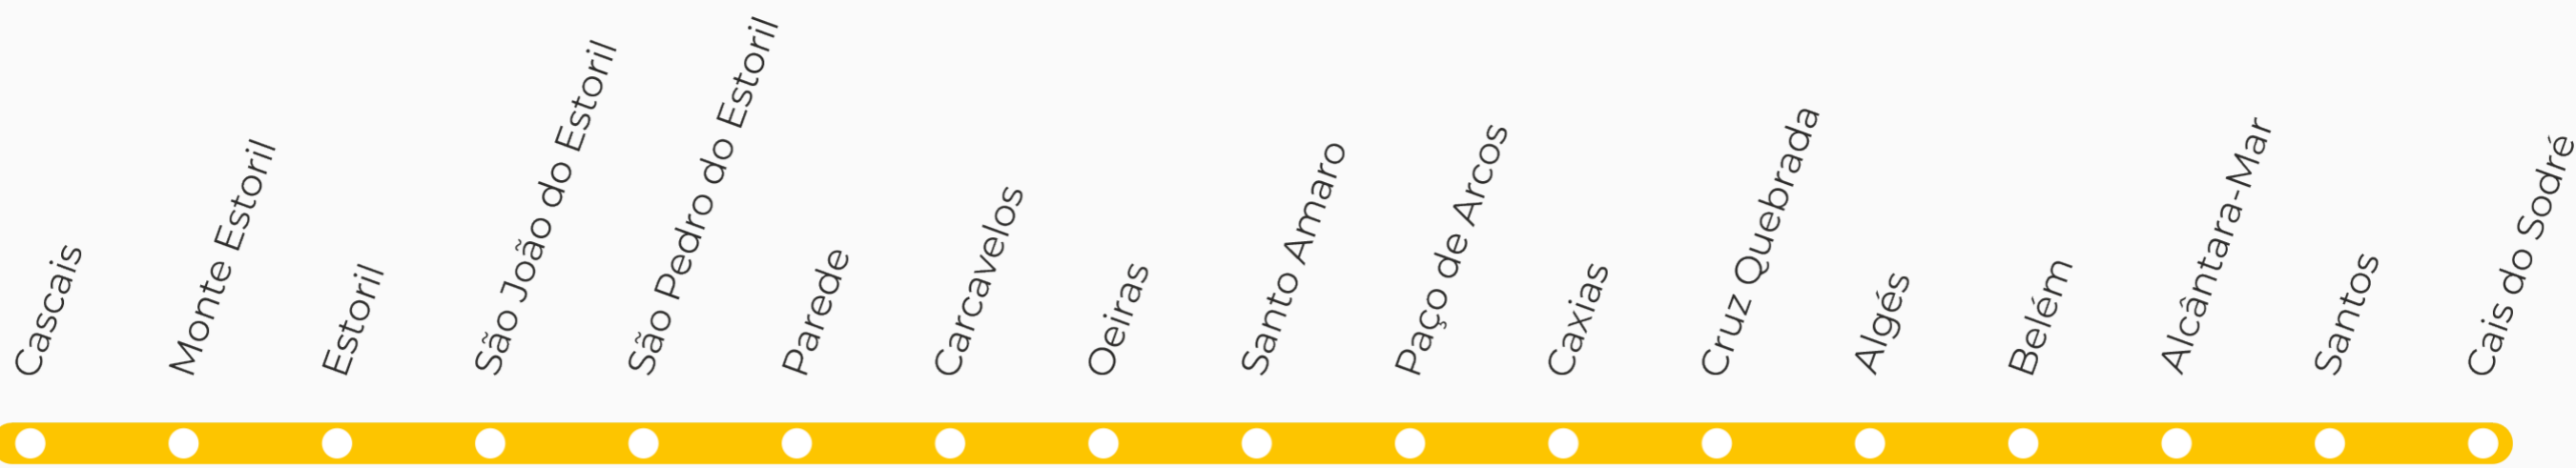 Cascais
Monte Estoril
Estoril
São João do Estoril
São Pedro do Estoril
Parede
Carcavelos
Oeiras
Santo Amaro
Paço de Arcos
Caxias
Cruz Quebrada
Algés
Belém
Alcântara-Mar
Santos
Cais do Sodré